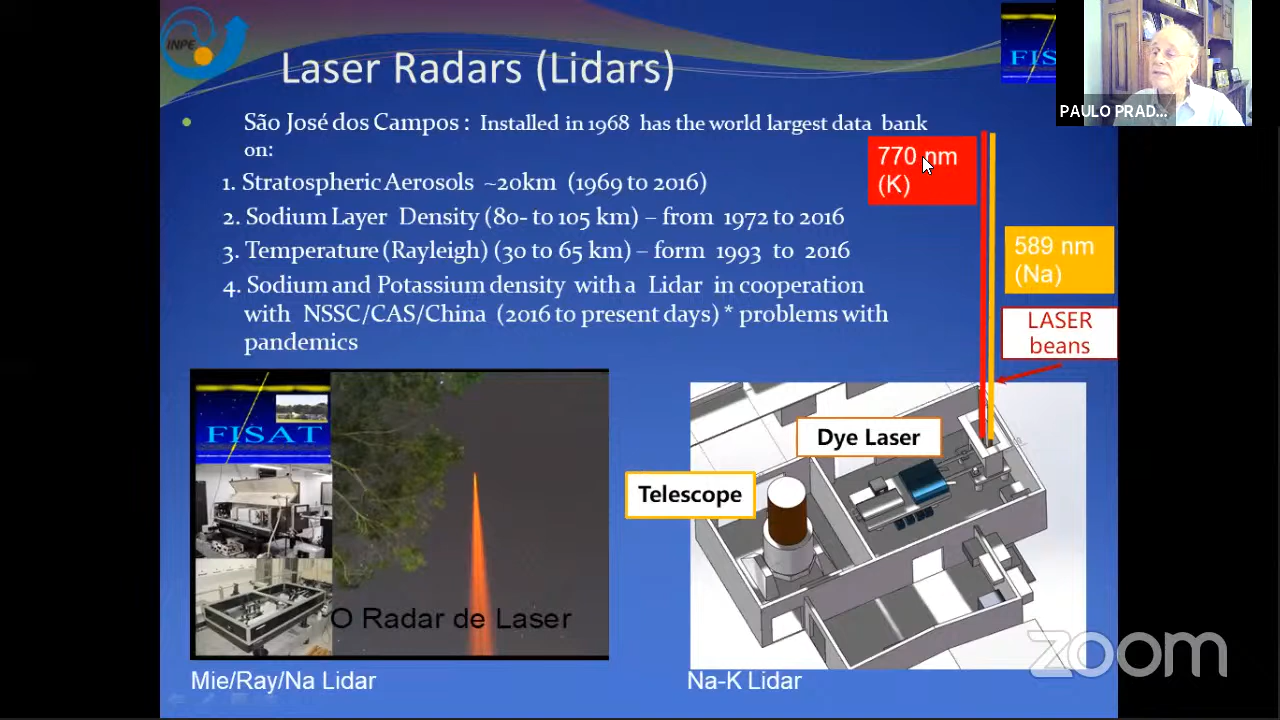 INPE
Laser Radars (Lidars)
FIS
PAULO PRAD...
São José dos Campos : Installed in 1968 has the world largest data bank
on:
1. Stratospheric Aerosols ~20km (1969 to 2016)
2. Sodium Layer Density (80- to 105 km) – from 1972 to 2016
3. Temperature (Rayleigh) (30 to 65 km) – form 1993 to 2016
4. Sodium and Potassium density with a Lidar in cooperation
with NSSC/CAS/China (2016 to present days) * problems with
pandemics
770 nm
(K)
589 nm
(Na)
LASER
beans
FISAT
O Radar de Laser
Mie/Ray/Na Lidar
Dye Laser
Telescope
Na-K Lidar
zoom